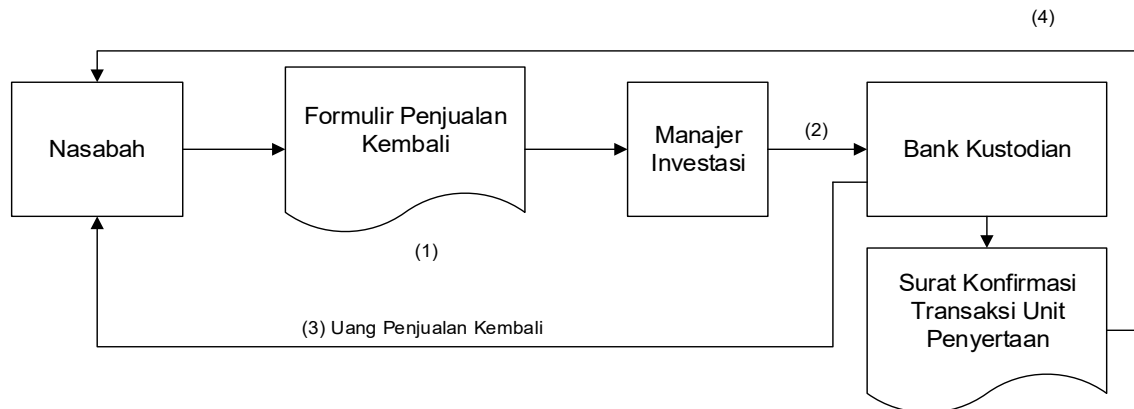 (4)
Nasabah
Formulir Penjualan
Kembali
Manajer
Investasi
(2)
Bank Kustodian
(1)
Surat Konfirmasi
Transaksi Unit
Penyertaan
(3) Uang Penjualan Kembali